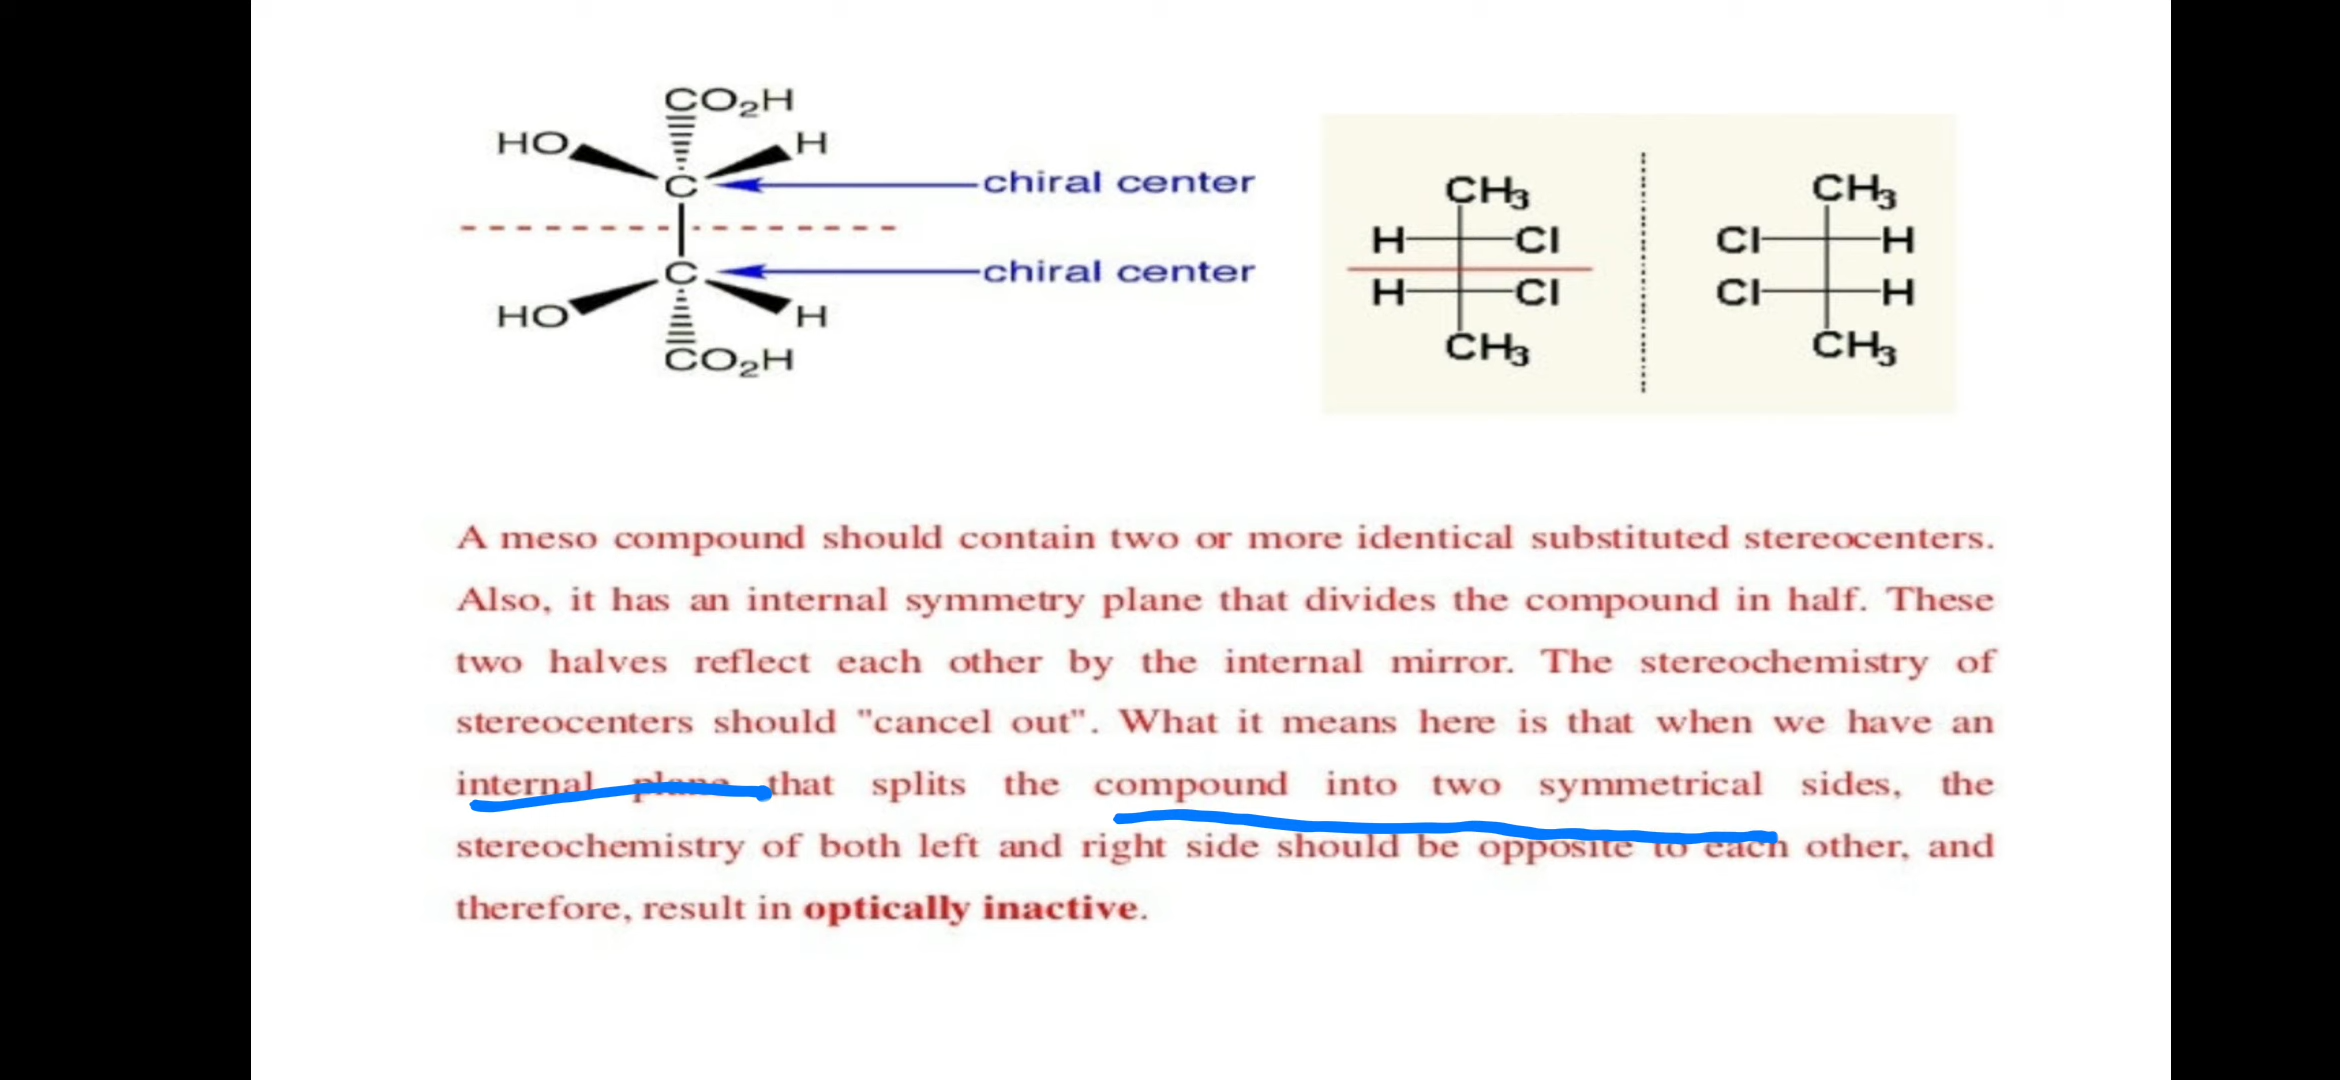 CO2H
HO H
C chiral center
C chiral center
HO H
CO2H
CH3 CH3
H Cl Cl H
H Cl Cl H
CH3 CH3
A meso compound should contain two or more identical substituted stereocenters.
Also, it has an internal symmetry plane that divides the compound in half. These
two halves reflect each other by the internal mirror. The stereochemistry of
stereocenters should "cancel out". What it means here is that when we have an
internal plane that splits the compound into two symmetrical sides, the
stereochemistry of both left and right side should be opposite to each other, and
therefore, result in optically inactive.